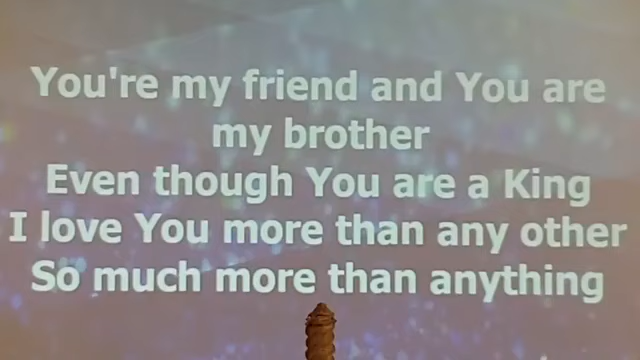 You're my friend and You are
my brother
Even though You are a King
I love You more than any other
So much more than anything